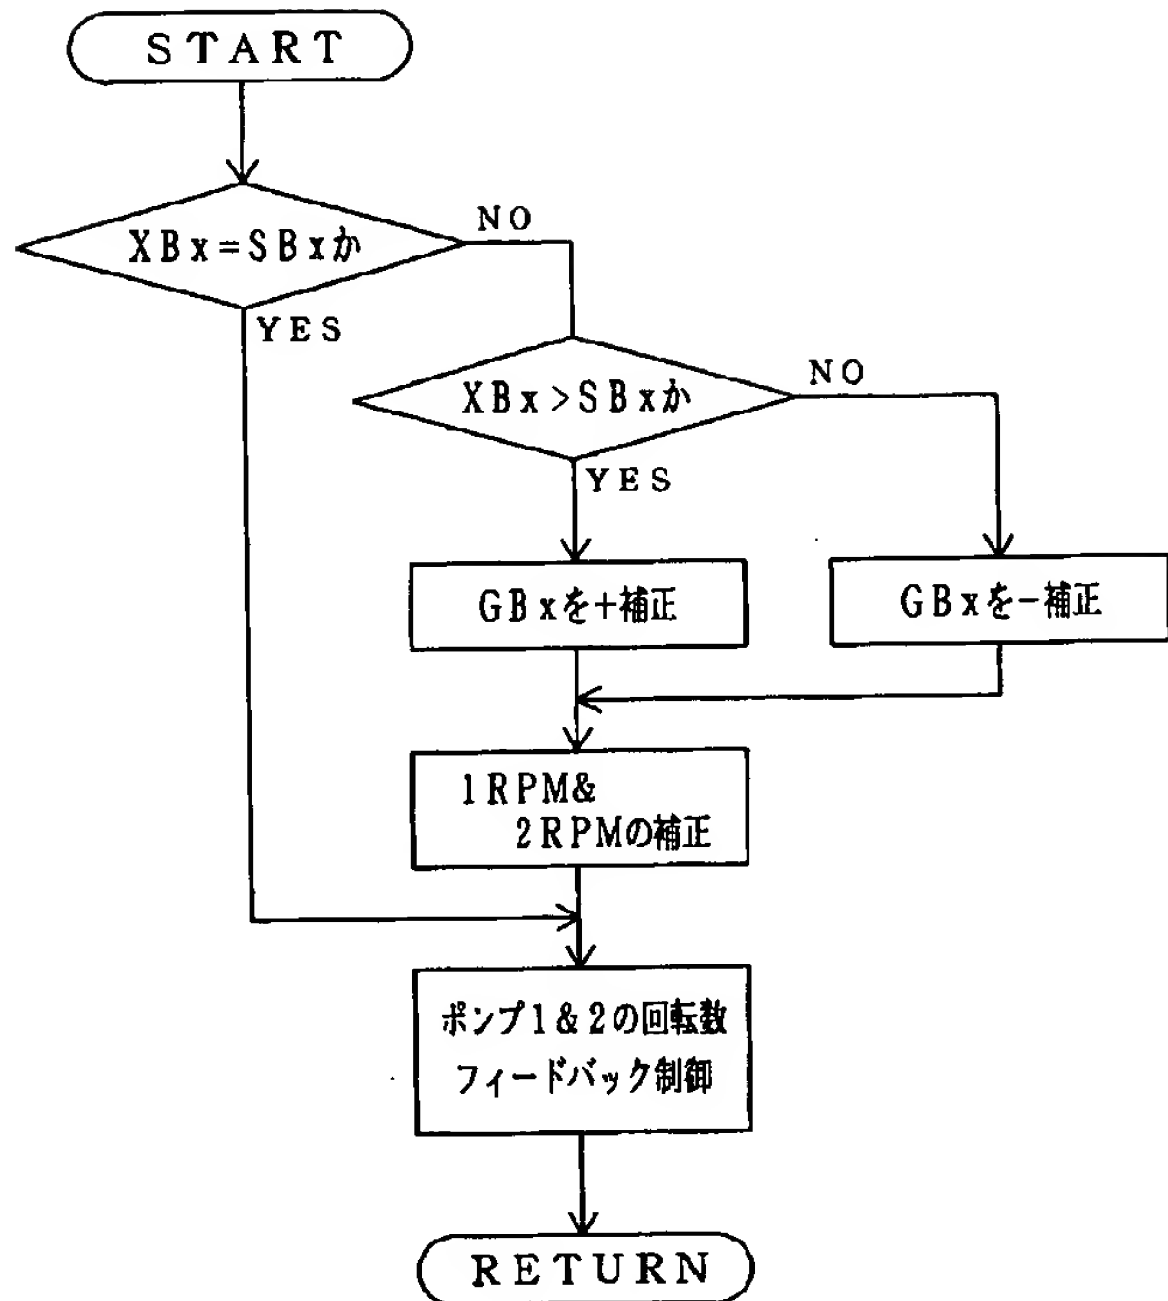 START
XBx=SBxか
NO
YES
XBx>SBxか
NO
YES
GBxを+補正
GBxを-補正
1RPM&
2RPMの補正
ポンプ1&2の回転数
フィードバック制御
RETURN